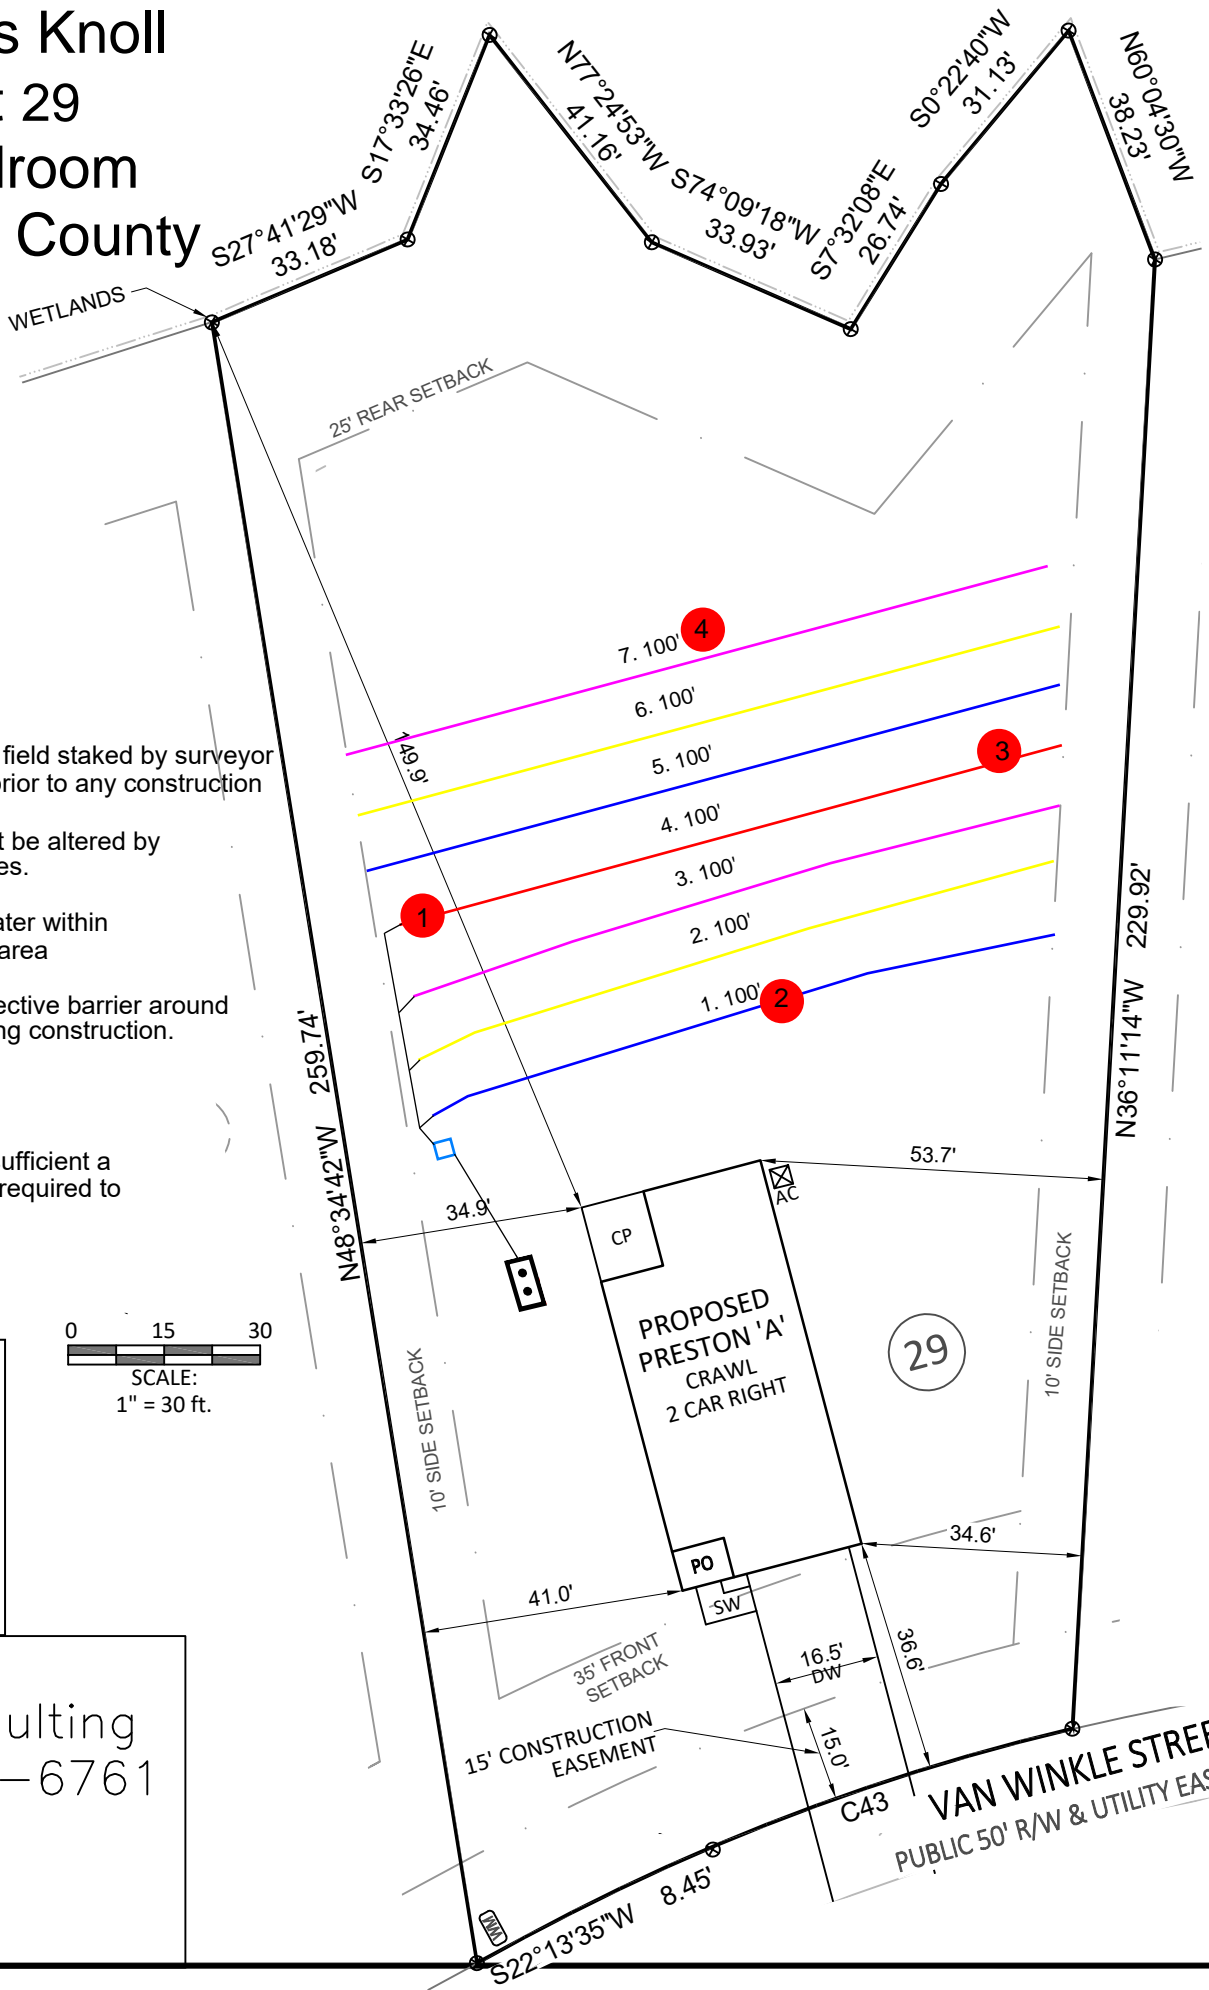 s Knoll
t 29
droom
County
S27°41'29"W
33.18'
S17°33'26"E
34.46'
N77°24'53"W
41.16'
S74°09'18"W
33.93'
S7°32'08"E
26.74'
S0°22'40"W
31.13'
N60°04'30"W
38.23'
WETLANDS
25' REAR SETBACK
7. 100'
4
6. 100'
149.9'
5. 100'
3
4. 100'
3. 100'
1
2. 100'
1. 100'
2
field staked by surveyor
prior to any construction
t be altered by
es.
ater within
area
ective barrier around
ng construction.
ufficient a
required to
N48°34'42"W 259.74'
N36°11'14"W 229.92'
53.7'
AC
34.9'
CP
PROPOSED
PRESTON 'A'
CRAWL
2 CAR RIGHT
29
10' SIDE SETBACK
10' SIDE SETBACK
0 15 30
SCALE:
1" = 30 ft.
34.6'
PO
41.0'
SW
36.6'
16.5'
DW
35' FRONT
SETBACK
15' CONSTRUCTION
EASEMENT
15.0'
ulting
–6761
C43
VAN WINKLE STREE
PUBLIC 50' R/W & UTILITY EAS
8.45'
S22°13'35"W
WM